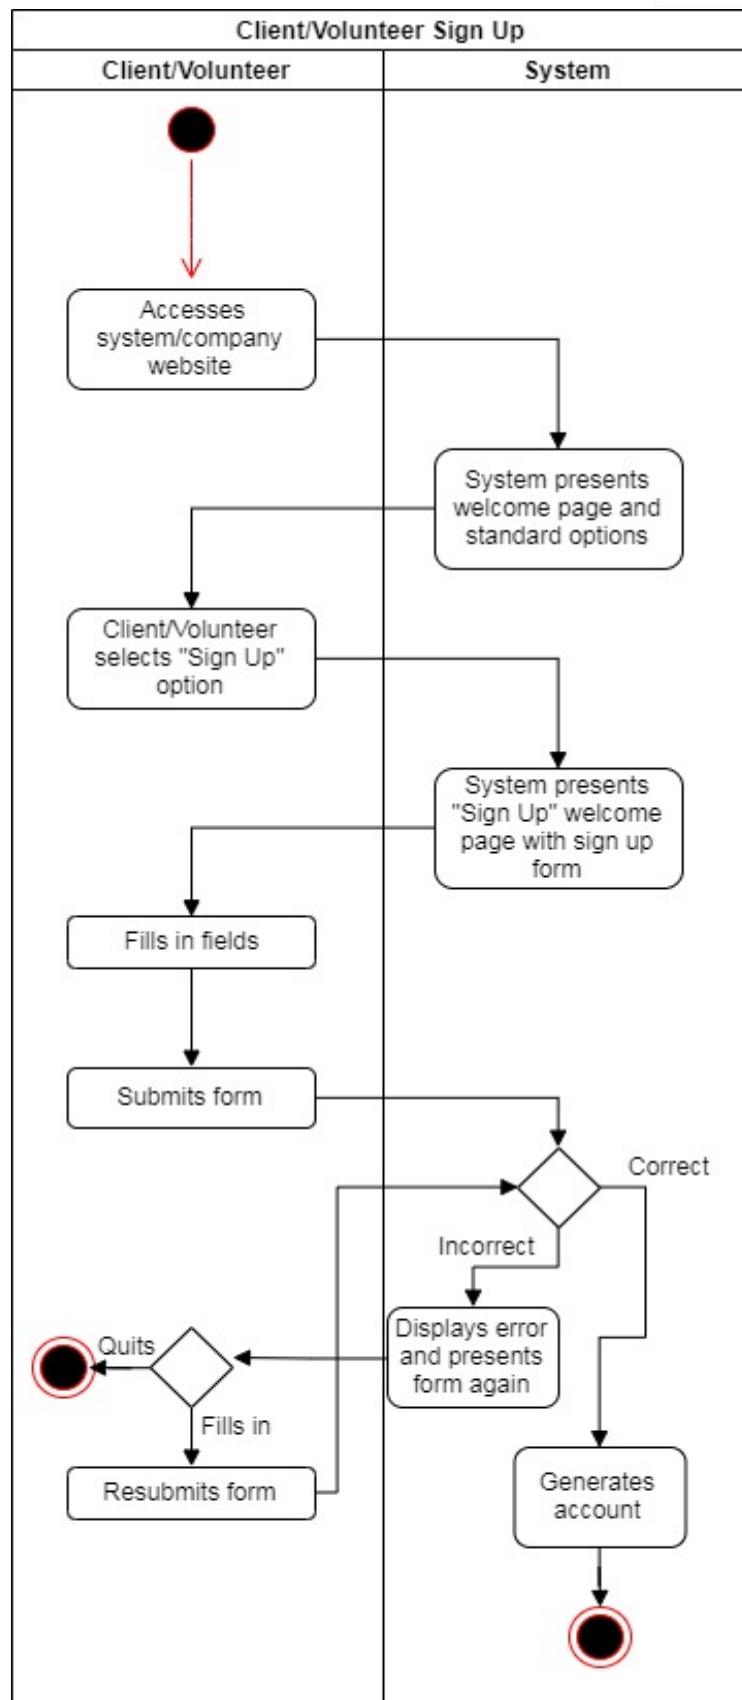 Client/Volunteer Sign Up
Client/Volunteer
System
Accesses
system/company
website
System presents
welcome page and
standard options
Client/Volunteer
selects "Sign Up"
option
System presents
"Sign Up" welcome
page with sign up
form
Fills in fields
Submits form
Correct
Incorrect
Displays error
and presents
form again
Quits
Fills in
Resubmits form
Generates
account